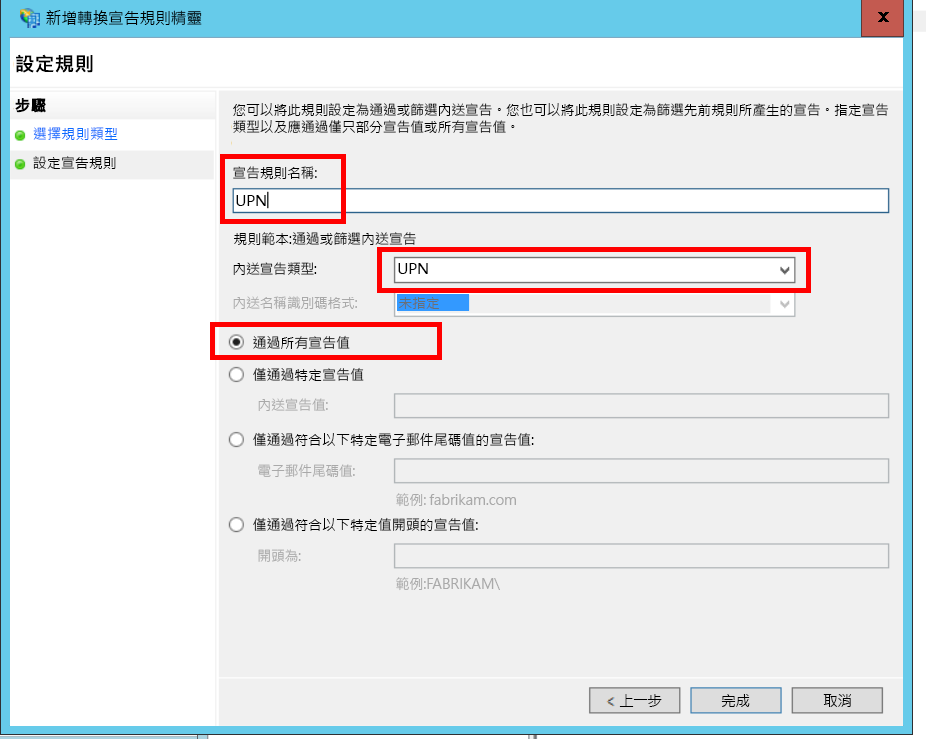 新增轉換宣告規則精靈
x
設定規則
步驟
選擇規則類型
設定宣告規則
您可以將此規則設定為通過或篩選內送宣告。您也可以將此規則設定為篩選先前規則所產生的宣告。指定宣告
類型以及應通過僅只部分宣告值或所有宣告值。
宣告規則名稱:
UPN
規則範本:通過或篩選內送宣告
內送宣告類型:
UPN
內送名稱識別碼格式:
未指定
通過所有宣告值
僅通過特定宣告值
內送宣告值:
僅通過符合以下特定電子郵件尾碼值的宣告值:
電子郵件尾碼值:
範例: fabrikam.com
僅通過符合以下特定值開頭的宣告值:
開頭為:
範例:FABRIKAM\
< 上一步
完成
取消